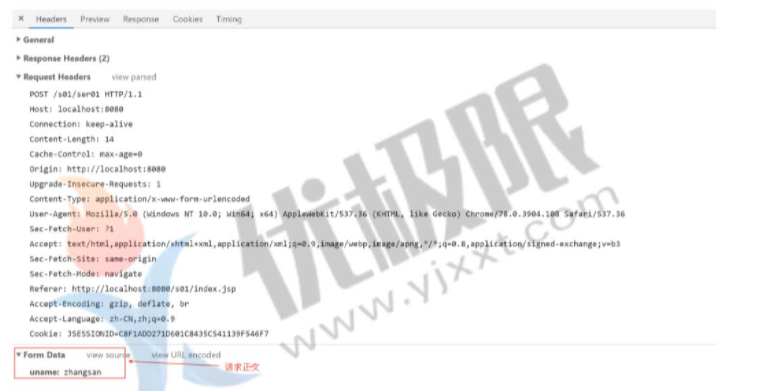 × Headers Preview Response Cookies Timing
▸ General
▸ Response Headers (2)
▾ Request Headers view parsed
POST /s01/ser01 HTTP/1.1
Host: localhost:8080
Connection: keep-alive
Content-Length: 14
Cache-Control: max-age=0
Origin: http://localhost:8080
Upgrade-Insecure-Requests: 1
Content-Type: application/x-www-form-urlencoded
User-Agent: Mozilla/5.0 (Windows NT 10.0; Win64; x64) AppleWebKit/537.36 (KHTML, like Gecko) Chrome/78.0.3904.108 Safari/537.36
Sec-Fetch-User: ?1
Accept: text/html,application/xhtml+xml,application/xml;q=0.9,image/webp,image/apng,*/*;q=0.8,application/signed-exchange;v=b3
Sec-Fetch-Site: same-origin
Sec-Fetch-Mode: navigate
Referer: http://localhost:8080/s01/index.jsp
Accept-Encoding: gzip, deflate, br
Accept-Language: zh-CN,zh;q=0.9
Cookie: JSESSIONID=C8F1ADD271D601C8435C541139F546F7
▾ Form Data view source view URL encoded
uname: zhangsan
请求正文
优极限
www.yjxxt.com